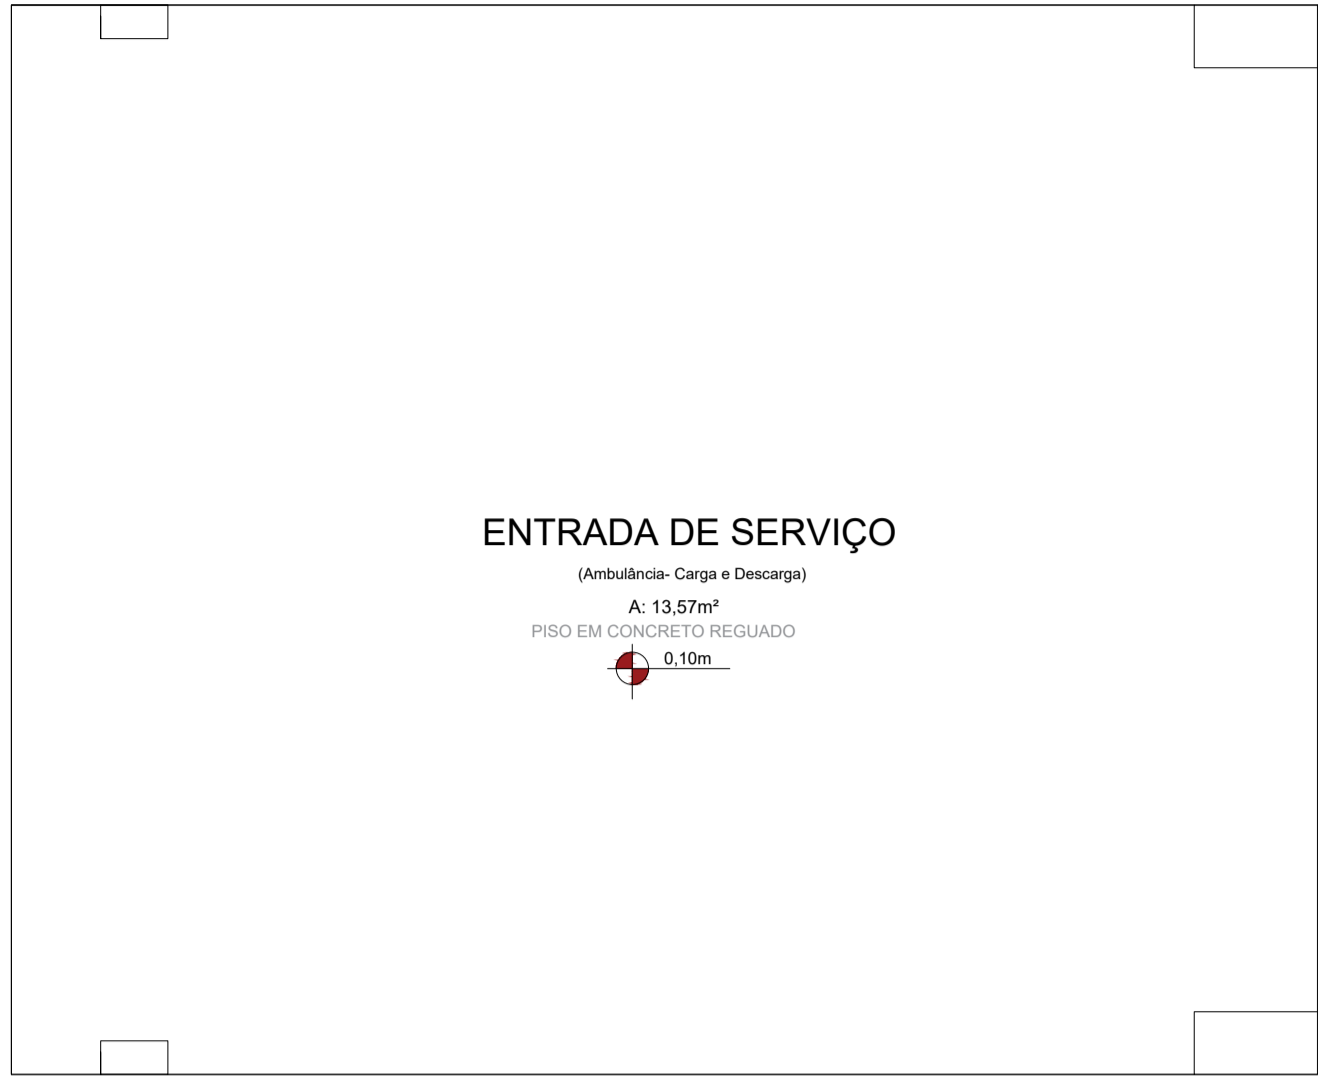 ENTRADA DE SERVIÇO
(Ambulância- Carga e Descarga)
A: 13,57m²
PISO EM CONCRETO REGUADO
0,10m